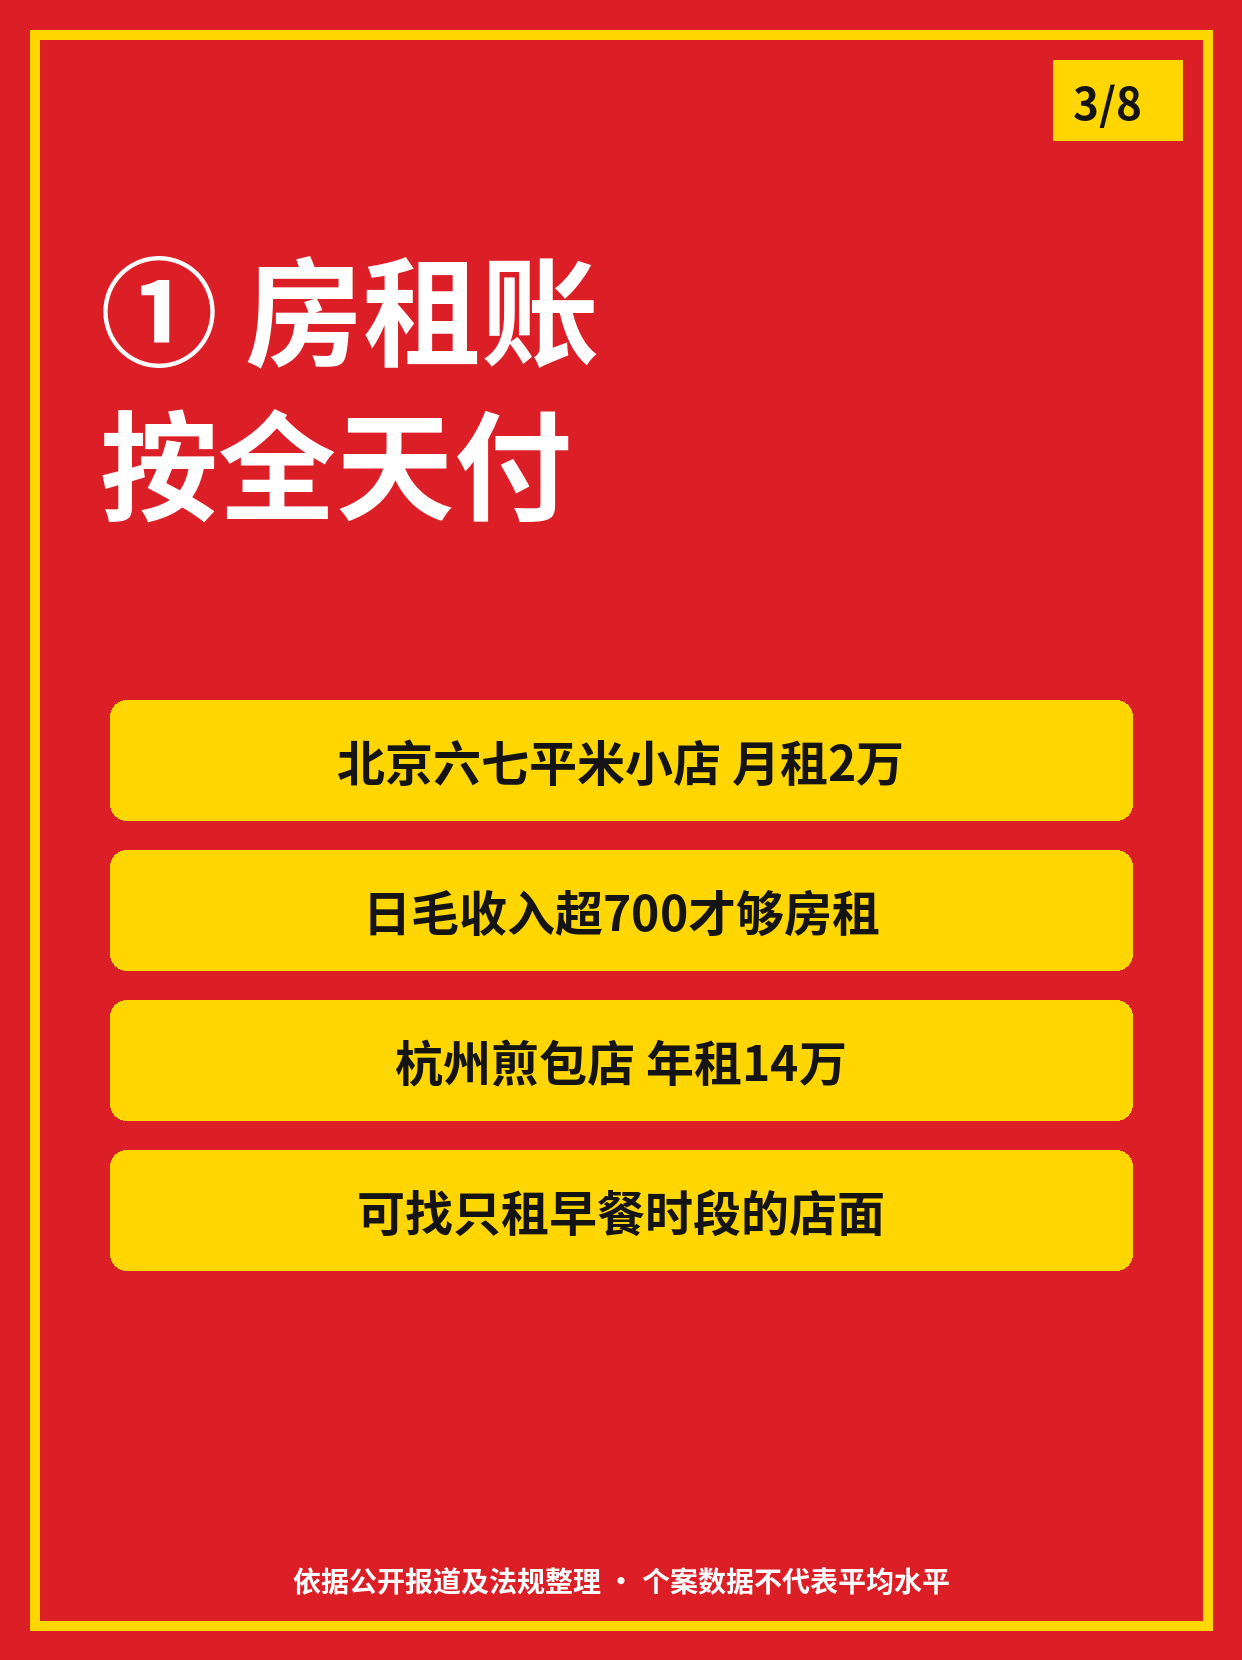 3/8
① 房租账
按全天付
北京六七平米小店 月租2万
日毛收入超700才够房租
杭州煎包店 年租14万
可找只租早餐时段的店面
依据公开报道及法规整理 · 个案数据不代表平均水平